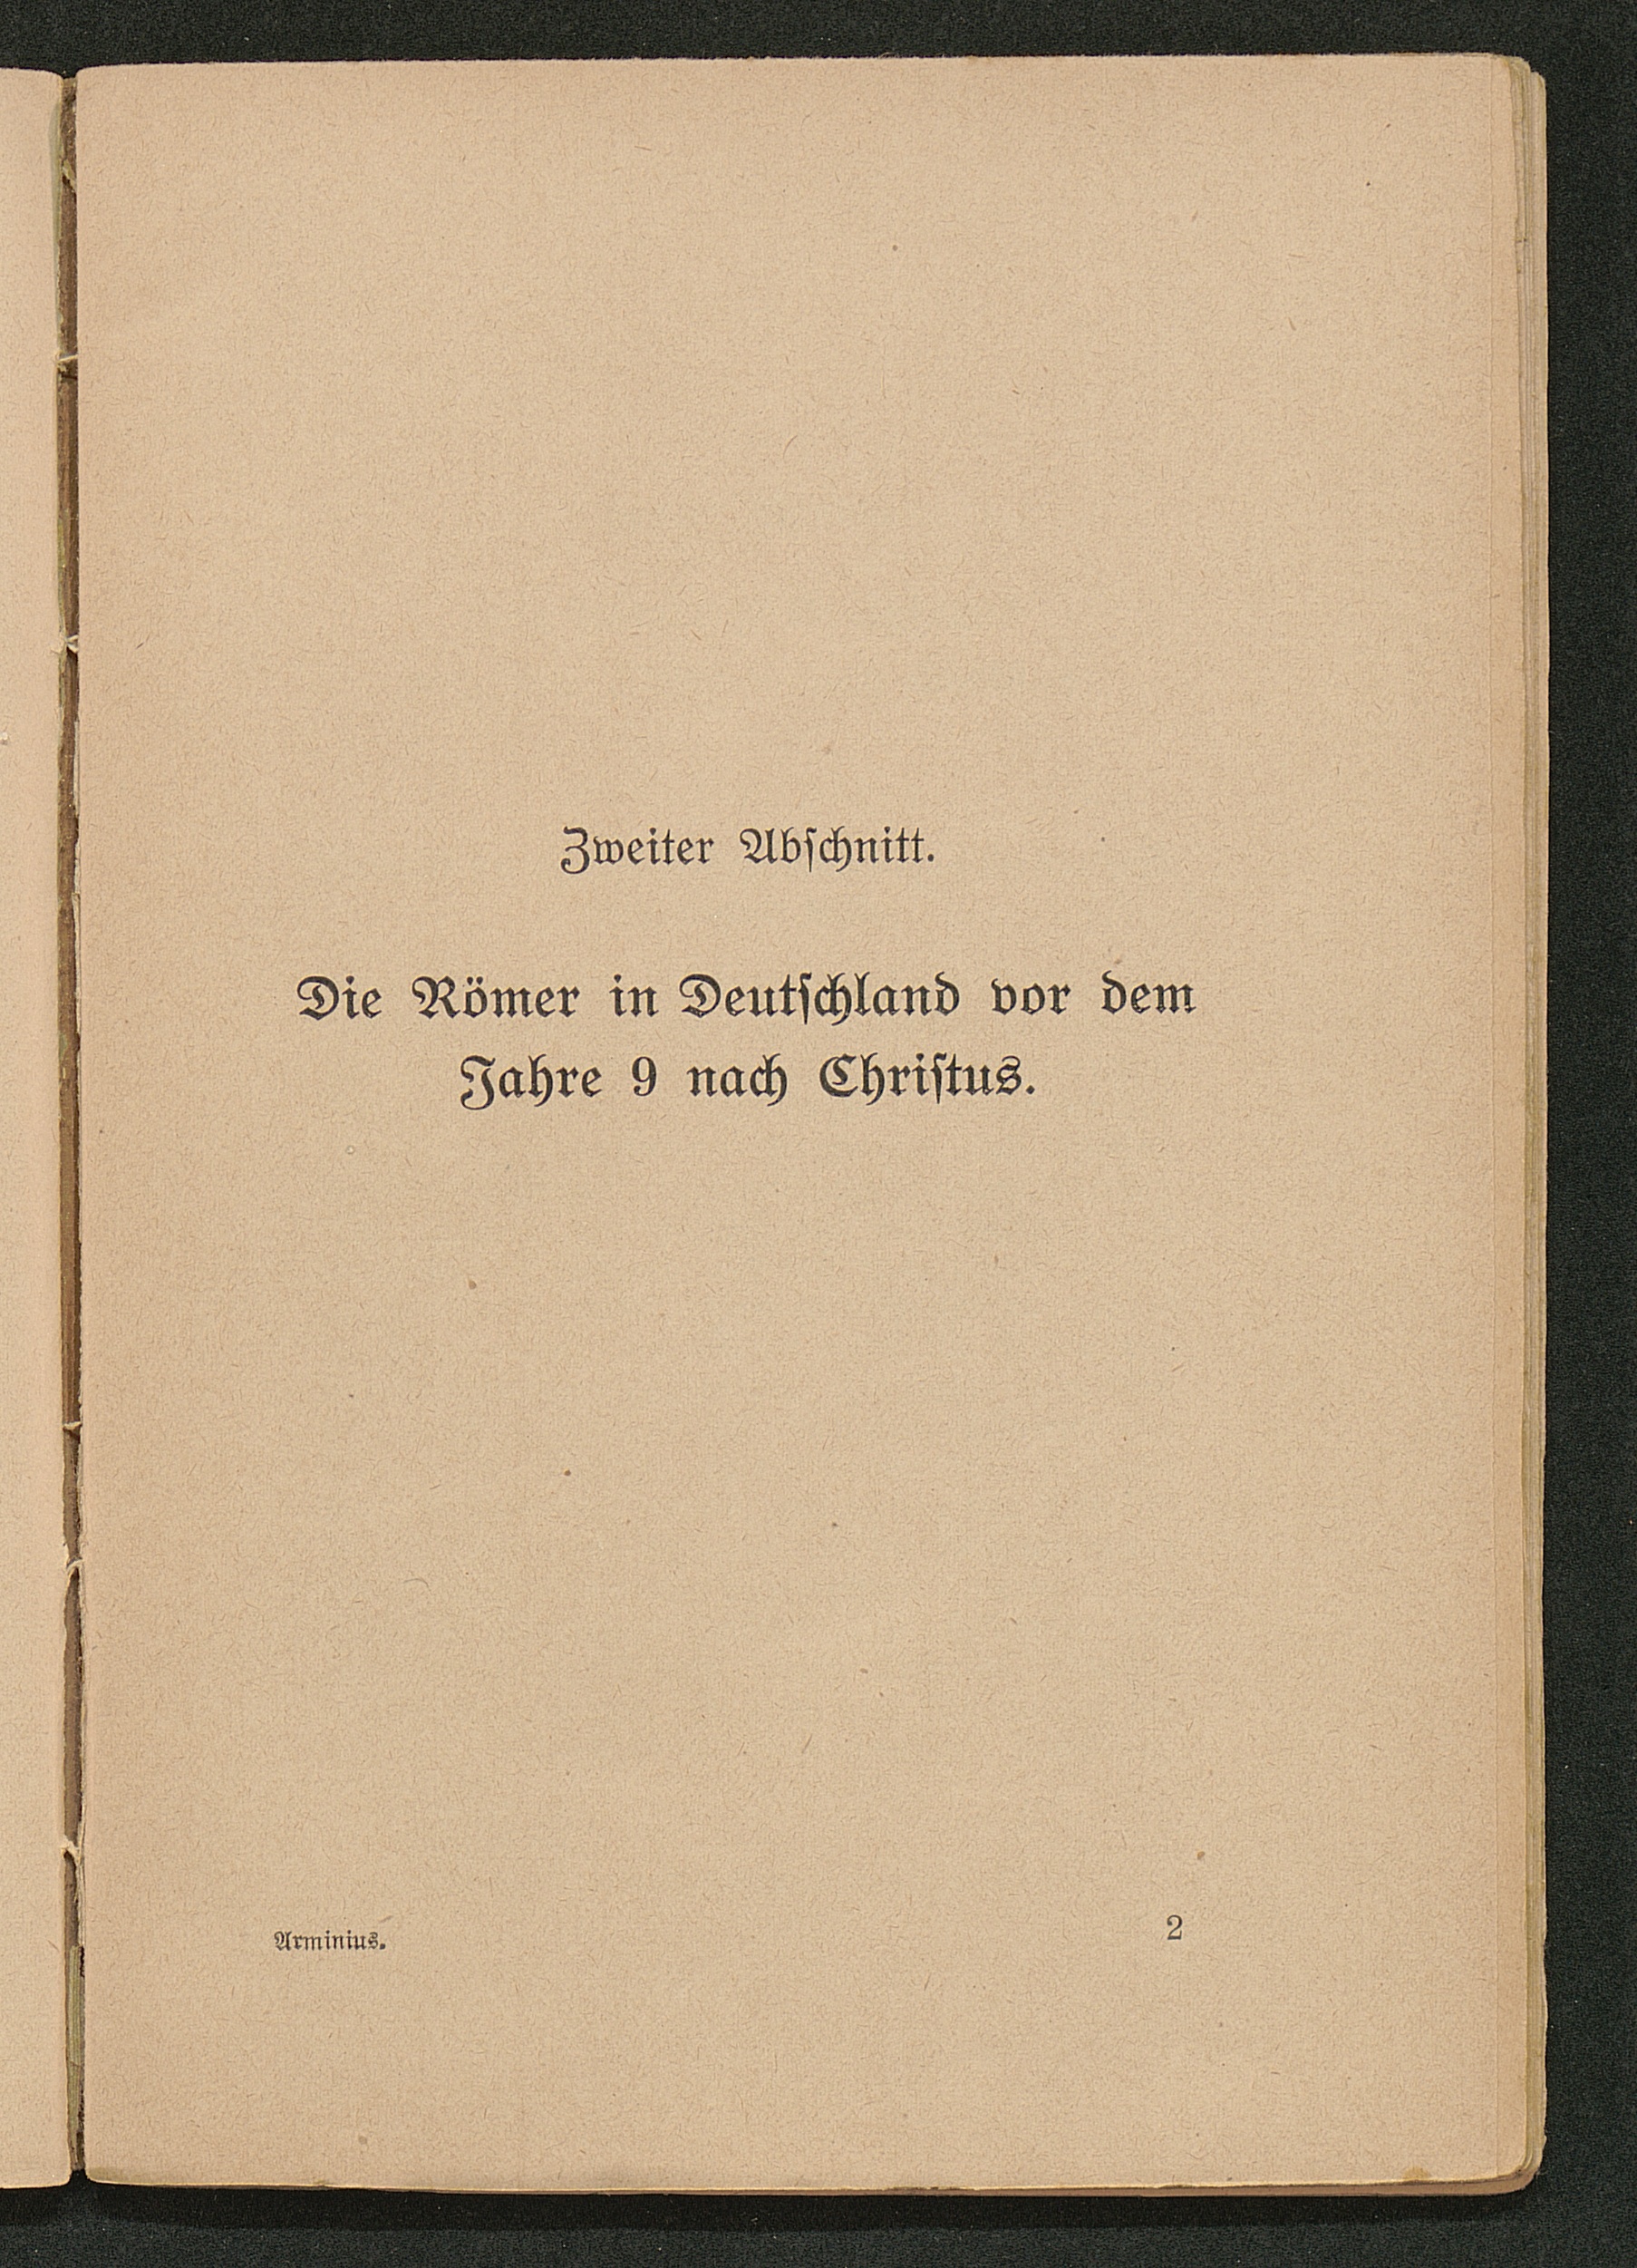 Zweiter Abschnitt.
Die Römer in Deutschland vor dem
Jahre 9 nach Christus.
Arminius. 2